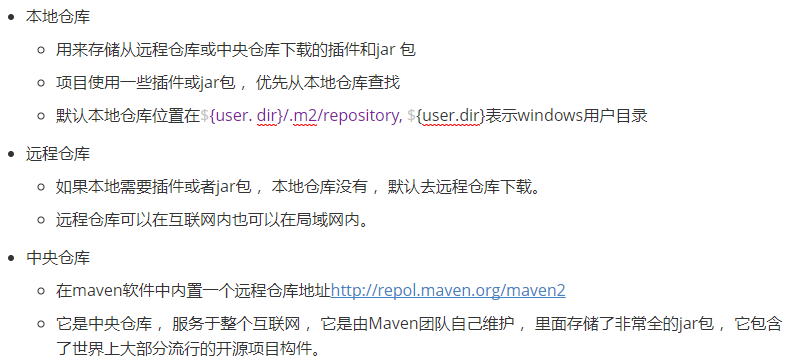 本地仓库
用来存储从远程仓库或中央仓库下载的插件和jar 包
项目使用一些插件或jar包 ，优先从本地仓库查找
默认本地仓库位置在${user. dir}/.m2/repository, ${user.dir}表示windows用户目录
远程仓库
如果本地需要插件或者jar包 ，本地仓库没有 ，默认去远程仓库下载。
远程仓库可以在互联网内也可以在局域网内。
中央仓库
在maven软件中内置一个远程仓库地址http://repol.maven.org/maven2
它是中央仓库 ，服务于整个互联网 ，它是由Maven团队自己维护 ，里面存储了非常全的jar包 ，它包含
了世界上大部分流行的开源项目构件。